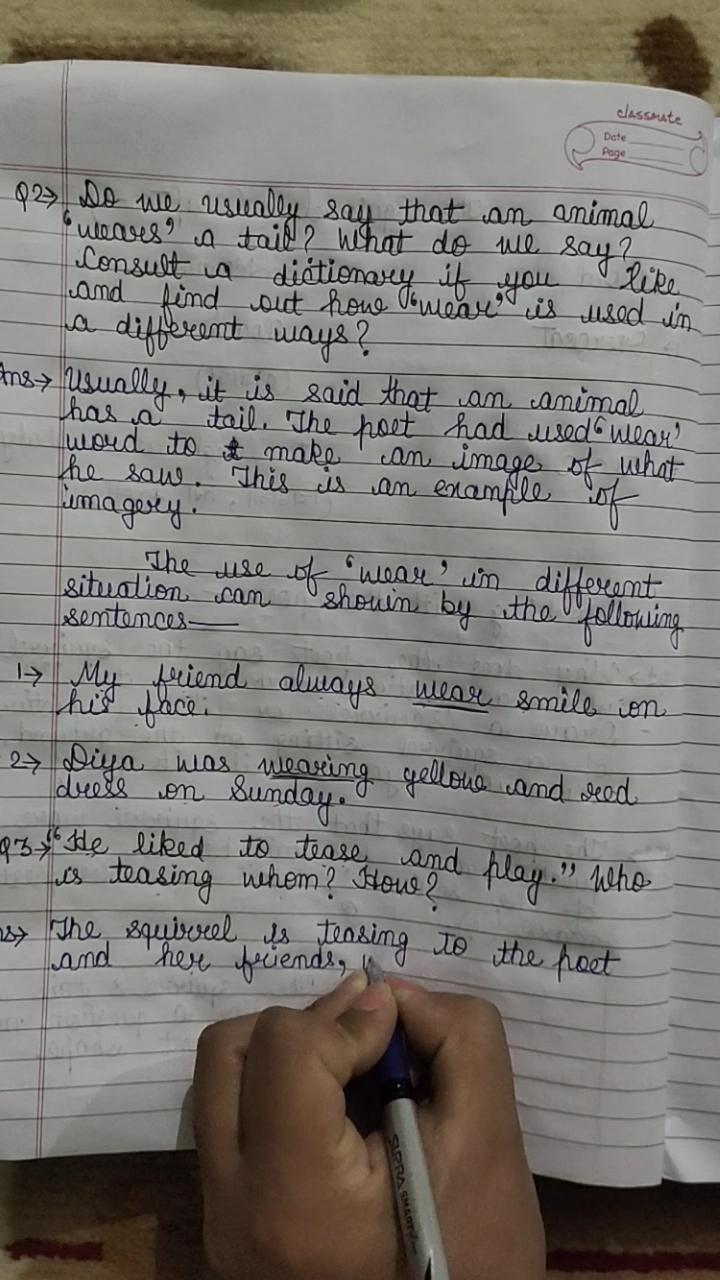 classmate
Date
Page
Q2→ Do we usually say that an animal
'wears' a tail? What do we say?
Consult a dictionary if you like
and find out how 'wear' is used in
a different ways?
Ans→ Usually, it is said that an animal
has a tail. The poet had used 'wear'
word to make an image of what
he saw. This is an example of
imagery.
The use of 'wear' in different
situation can shown by the following
sentences—
1→ My friend always wear smile on
his face.
2→ Diya was wearing yellow and red
dress on Sunday.
Q3→ "He liked to tease and play." Who
is teasing whom? How?
ns→ The squirrel is teasing to the poet
and her friends,
SUPRA SMART